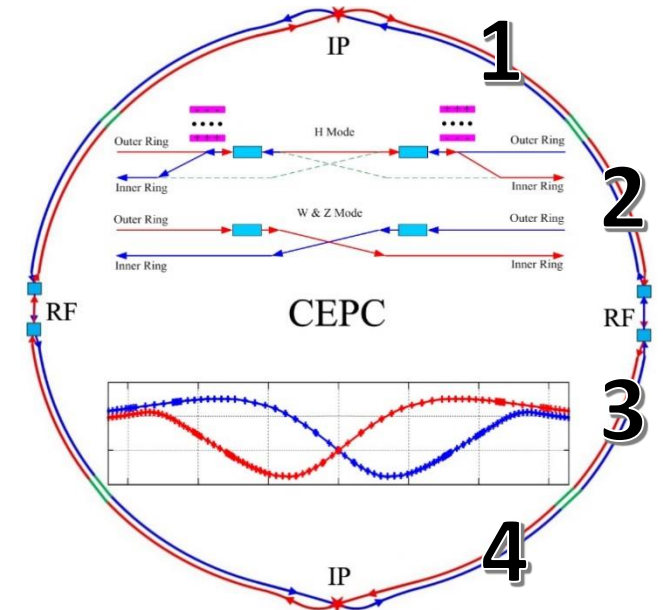 IP
1
H Mode
Outer Ring
Outer Ring
Inner Ring
Inner Ring
2
W & Z Mode
Outer Ring
Outer Ring
Inner Ring
Inner Ring
RF
CEPC
RF
3
4
IP